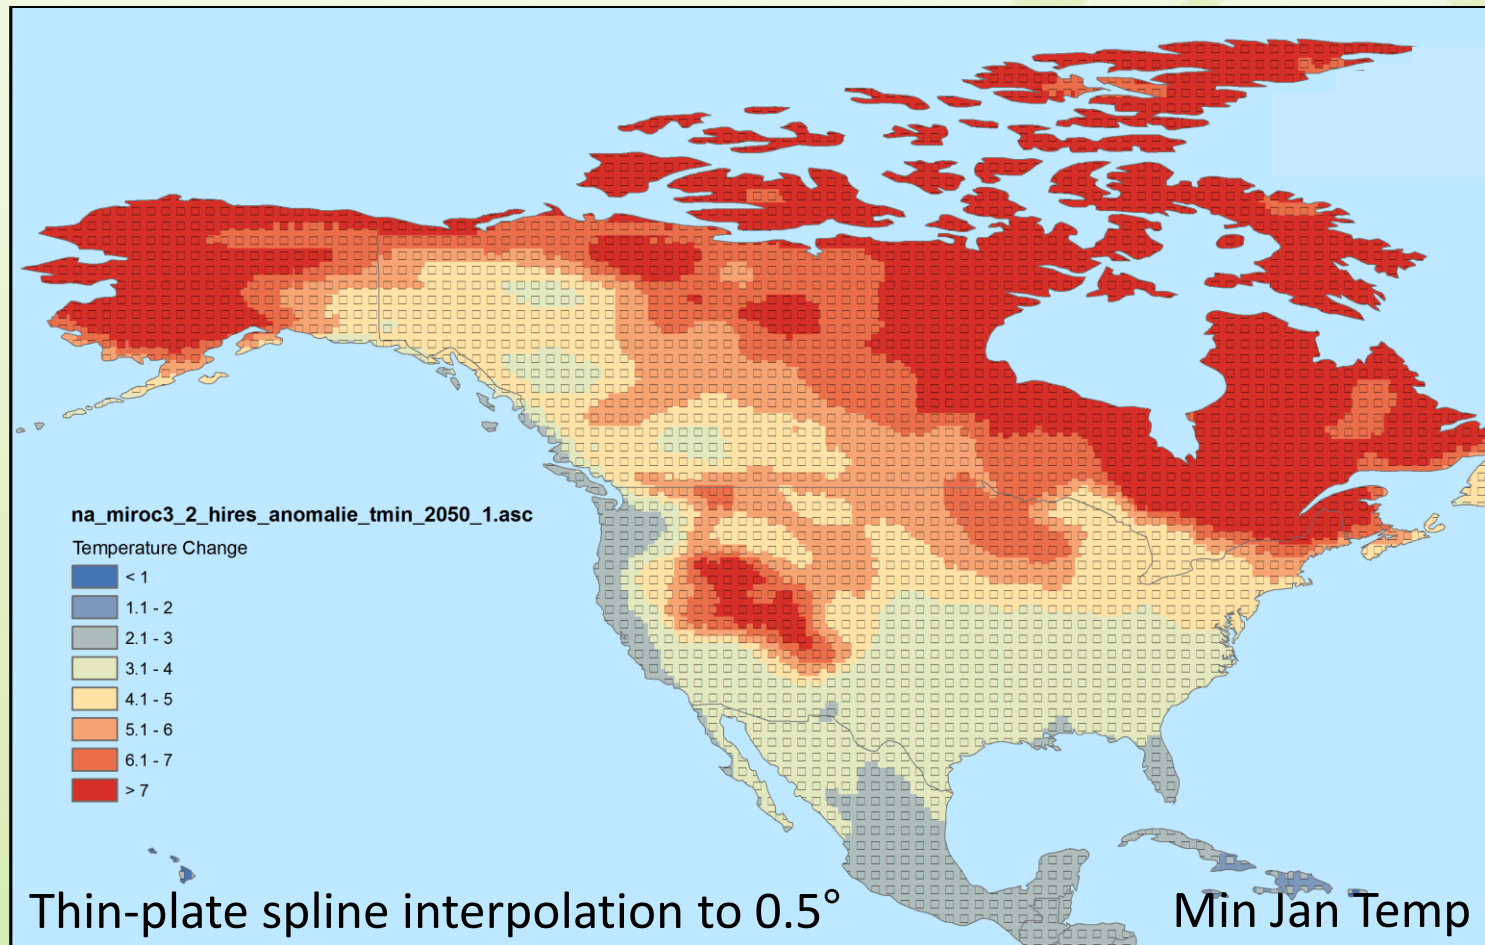 na_miroc3_2_hires_anomalie_tmin_2050_1.asc
Temperature Change
< 1
1.1 - 2
2.1 - 3
3.1 - 4
4.1 - 5
5.1 - 6
6.1 - 7
> 7
Thin-plate spline interpolation to 0.5°
Min Jan Temp